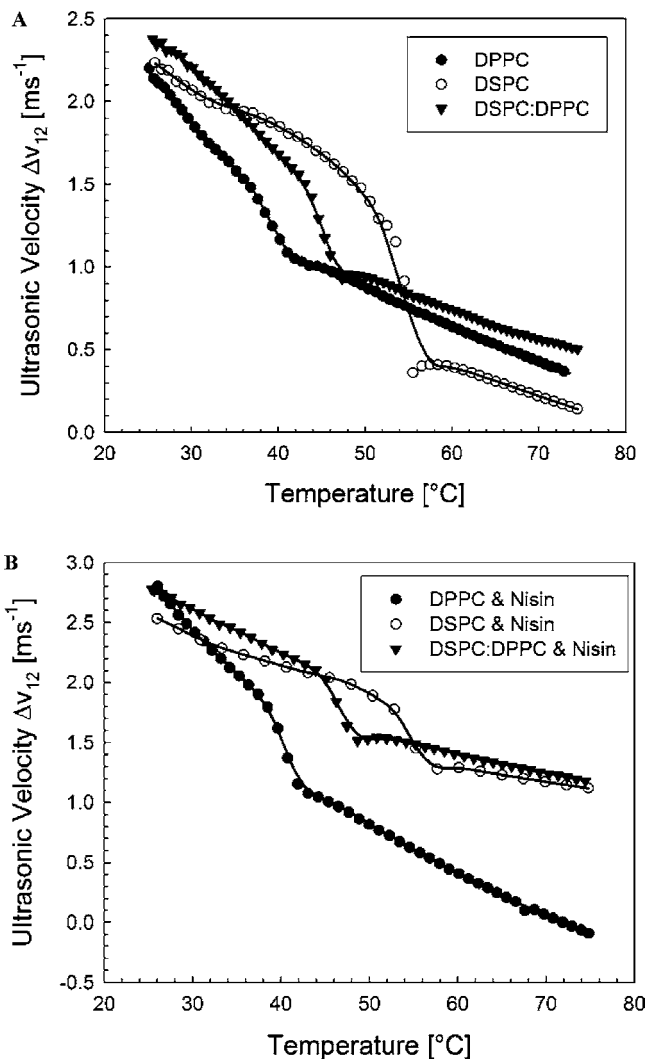 A
2.5
2.0
1.5
1.0
0.5
0.0
Ultrasonic Velocity Δv12 [ms-1]
DPPC
DSPC
DSPC:DPPC
20 30 40 50 60 70 80
Temperature [°C]
B
3.0
2.5
2.0
1.5
1.0
0.5
0.0
-0.5
Ultrasonic Velocity Δv12 [ms-1]
DPPC & Nisin
DSPC & Nisin
DSPC:DPPC & Nisin
20 30 40 50 60 70 80
Temperature [°C]